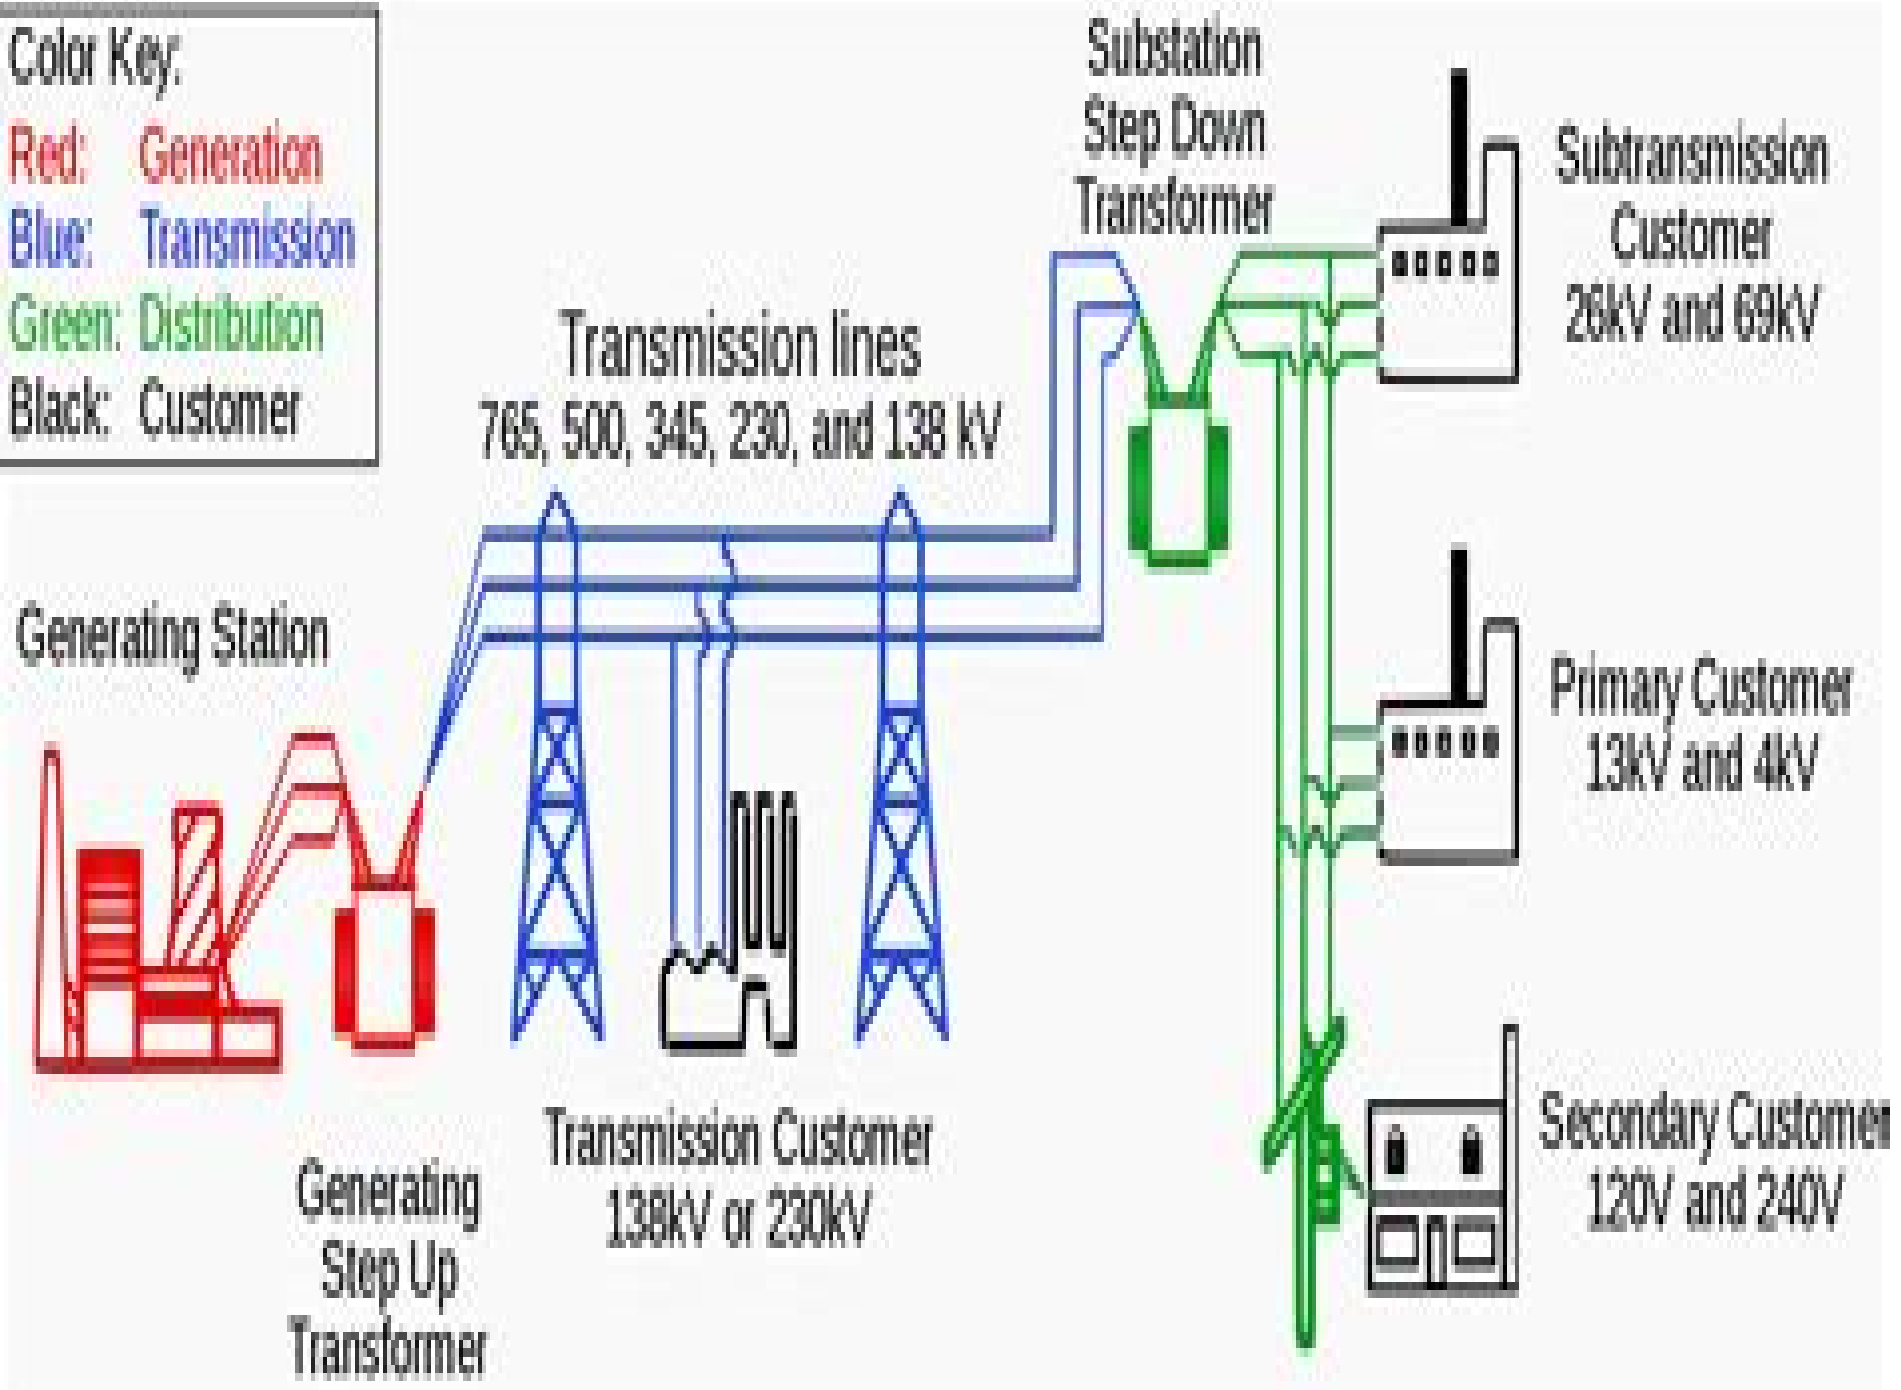 Color Key:
Red: Generation
Blue: Transmission
Green: Distribution
Black: Customer
Substation
Step Down
Transformer
Subtransmission
Customer
26kV and 69kV
Transmission lines
765, 500, 345, 230, and 138 kV
Generating Station
Primary Customer
13kV and 4kV
Transmission Customer
138kV or 230kV
Secondary Customer
120V and 240V
Generating
Step Up
Transformer